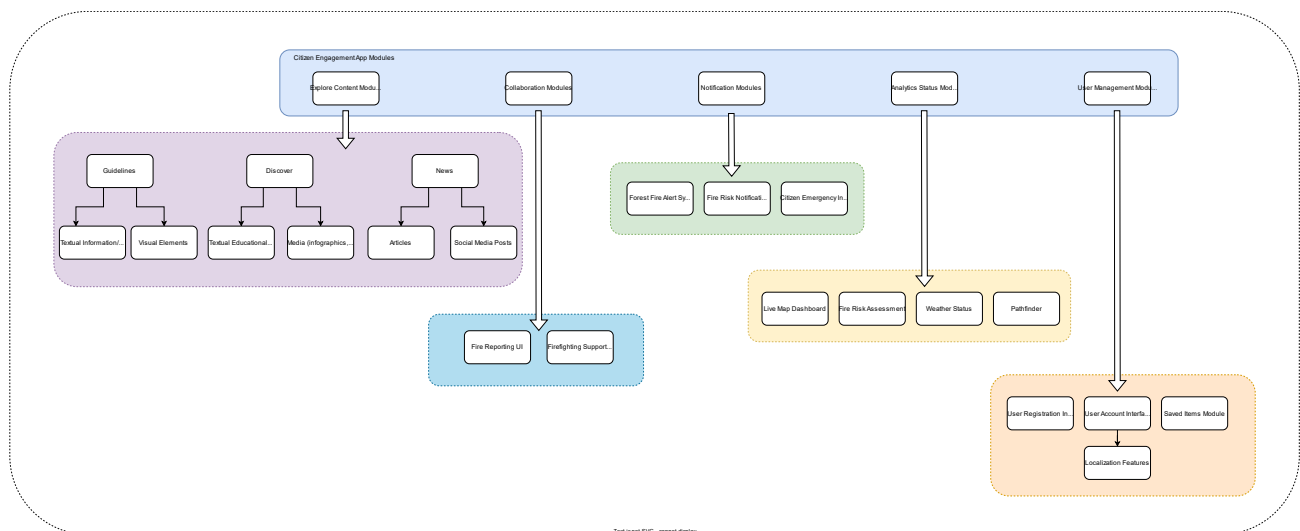 Citizen Engagement App Modules
Explore Content Modu...
Collaboration Modules
Notification Modules
Analytics Status Mod...
User Management Modu...
Guidelines
Discover
News
Textual Information/...
Visual Elements
Textual Educational...
Media (infographics,...
Articles
Social Media Posts
Forest Fire Alert Sy...
Fire Risk Notificati...
Citizen Emergency In...
Live Map Dashboard
Fire Risk Assessment
Weather Status
Pathfinder
Fire Reporting UI
Firefighting Support...
User Registration In...
User Account Interfa...
Saved Items Module
Localization Features